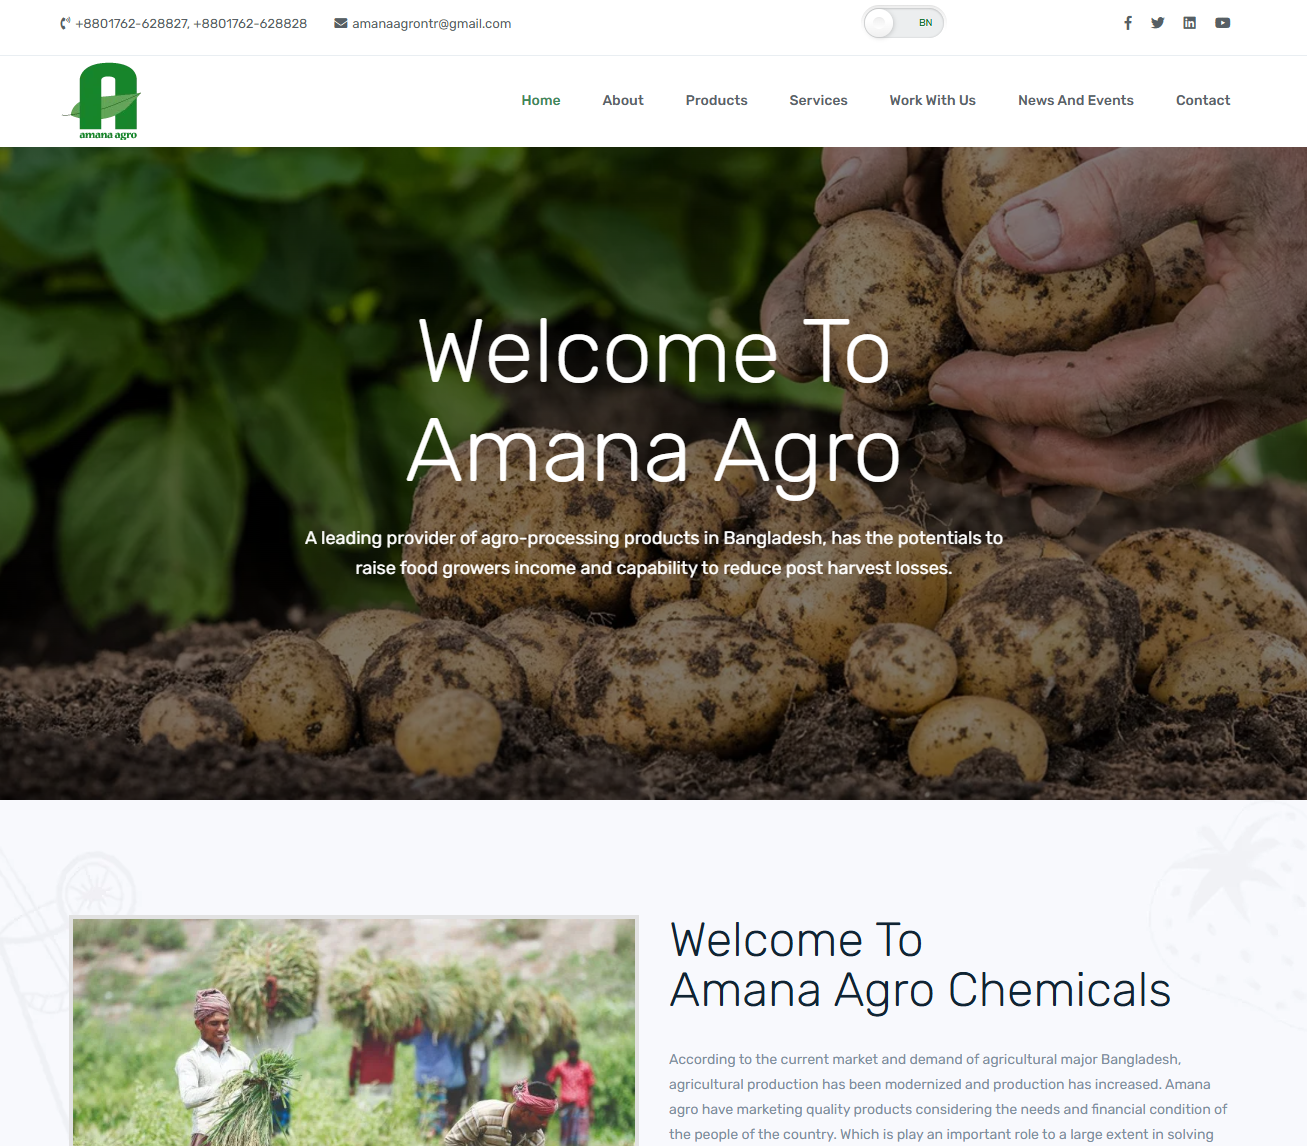 +8801762-628827, +8801762-628828
amanaagrontr@gmail.com
BN
amana agro
Home
About
Products
Services
Work With Us
News And Events
Contact
Welcome To
Amana Agro
A leading provider of agro-processing products in Bangladesh, has the potentials to
raise food growers income and capability to reduce post harvest losses.
Welcome To
Amana Agro Chemicals
According to the current market and demand of agricultural major Bangladesh,
agricultural production has been modernized and production has increased. Amana
agro have marketing quality products considering the needs and financial condition of
the people of the country. Which is play an important role to a large extent in solving